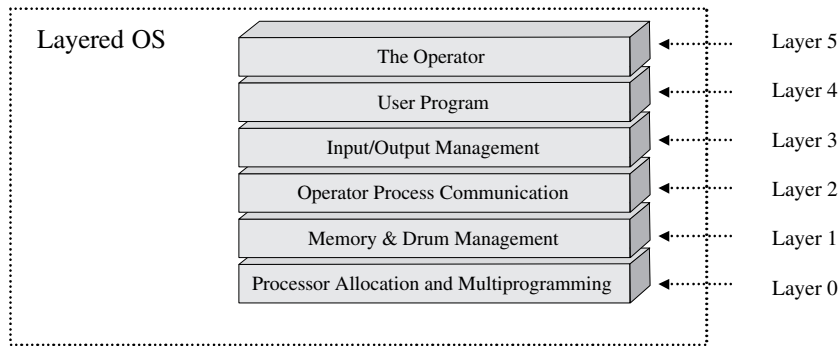 Layered OS
The Operator
Layer 5
User Program
Layer 4
Input/Output Management
Layer 3
Operator Process Communication
Layer 2
Memory & Drum Management
Layer 1
Processor Allocation and Multiprogramming
Layer 0